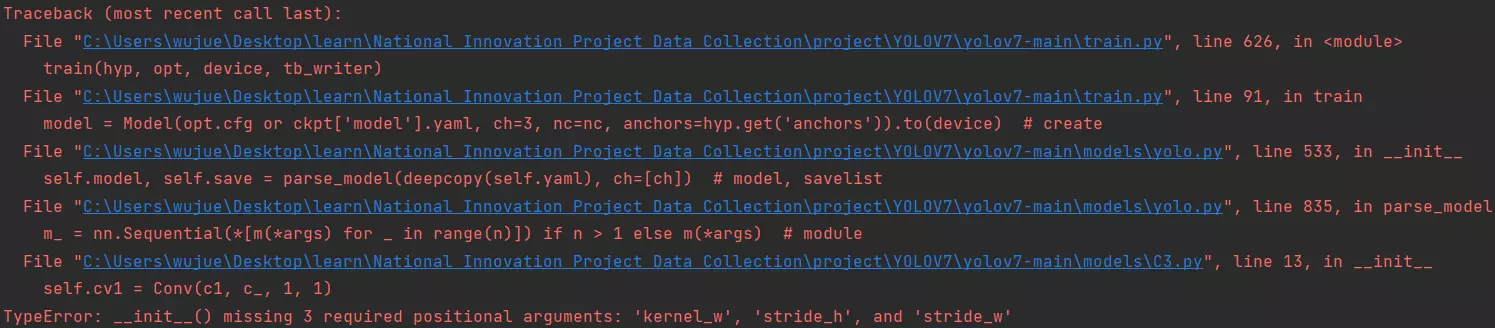 Traceback (most recent call last):
  File "C:\Users\wujue\Desktop\learn\National Innovation Project Data Collection\project\YOLOV7\yolov7-main\train.py", line 626, in <module>
    train(hyp, opt, device, tb_writer)
  File "C:\Users\wujue\Desktop\learn\National Innovation Project Data Collection\project\YOLOV7\yolov7-main\train.py", line 91, in train
    model = Model(opt.cfg or ckpt['model'].yaml, ch=3, nc=nc, anchors=hyp.get('anchors')).to(device)  # create
  File "C:\Users\wujue\Desktop\learn\National Innovation Project Data Collection\project\YOLOV7\yolov7-main\models\yolo.py", line 533, in __init__
    self.model, self.save = parse_model(deepcopy(self.yaml), ch=[ch])  # model, savelist
  File "C:\Users\wujue\Desktop\learn\National Innovation Project Data Collection\project\YOLOV7\yolov7-main\models\yolo.py", line 835, in parse_model
    m_ = nn.Sequential(*[m(*args) for _ in range(n)]) if n > 1 else m(*args)  # module
  File "C:\Users\wujue\Desktop\learn\National Innovation Project Data Collection\project\YOLOV7\yolov7-main\models\C3.py", line 13, in __init__
    self.cv1 = Conv(c1, c_, 1, 1)
TypeError: __init__() missing 3 required positional arguments: 'kernel_w', 'stride_h', and 'stride_w'